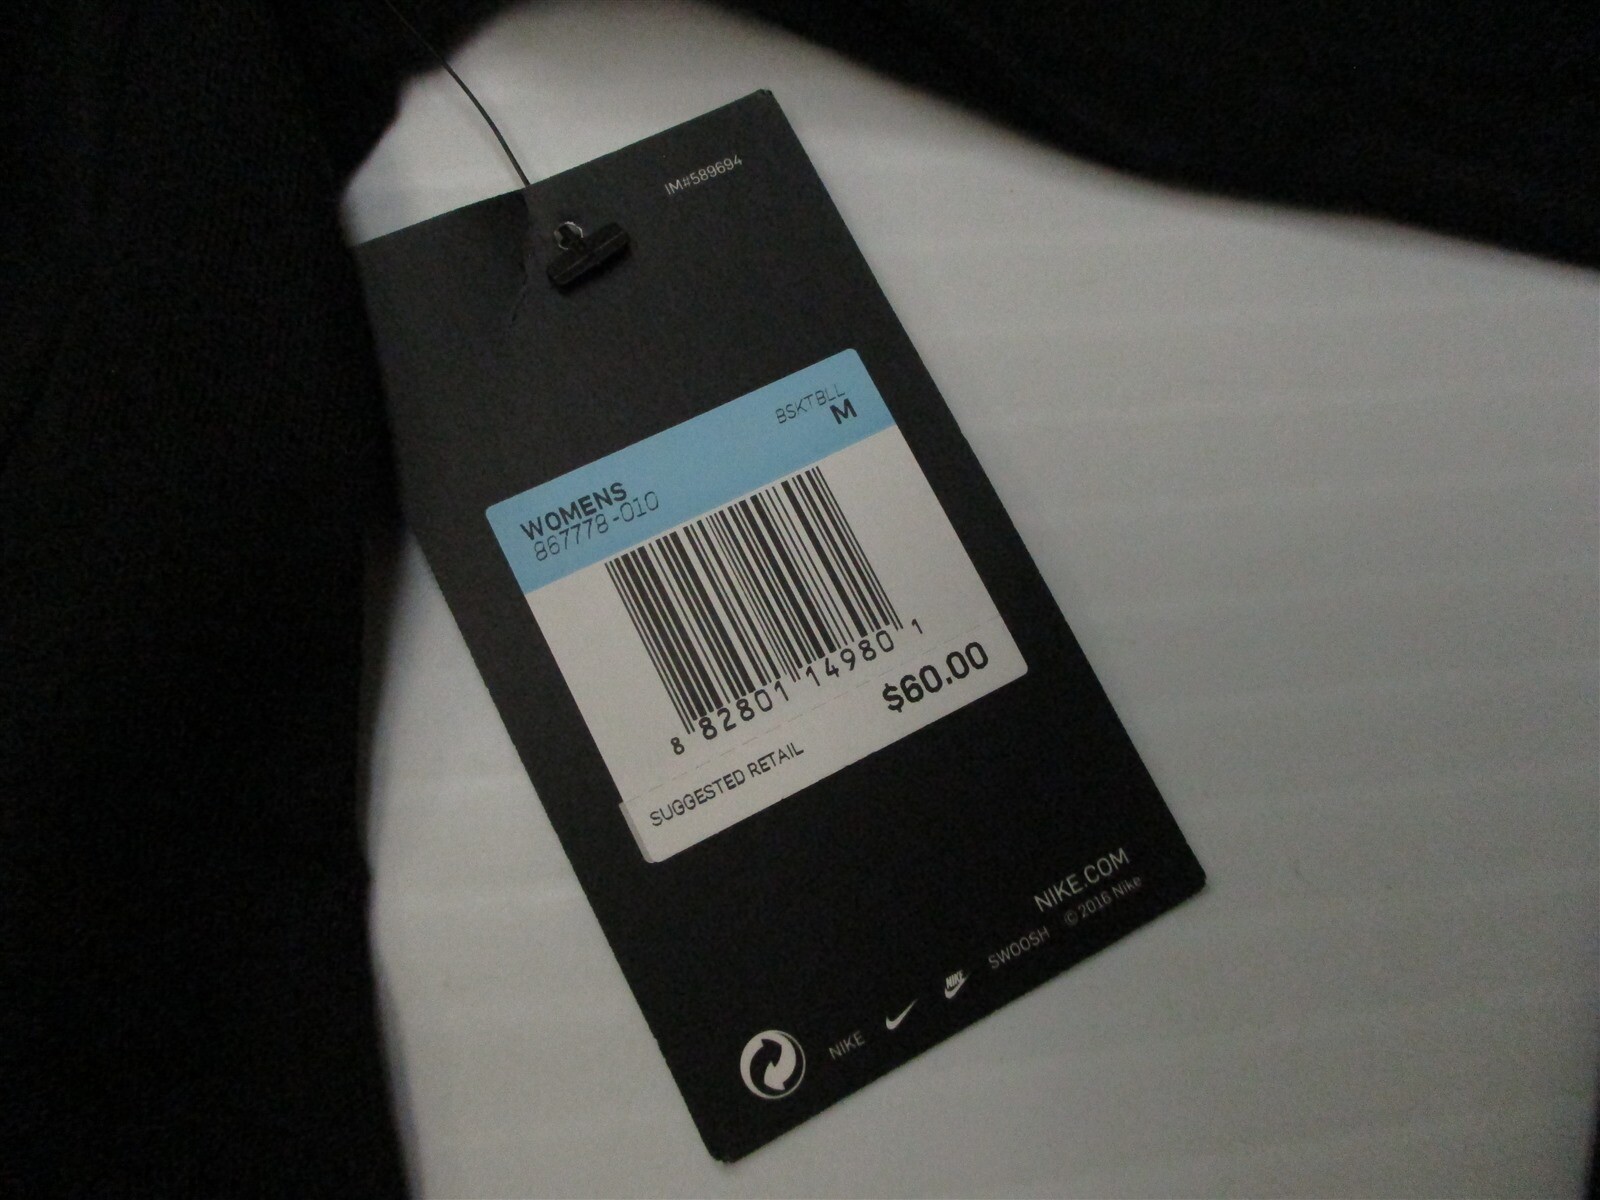 IM#589694
BSKTBLL
M
WOMENS
867778-010
8 82801 14980 1
$60.00
SUGGESTED RETAIL
NIKE.COM
NIKE NIKE SWOOSH © 2016 Nike